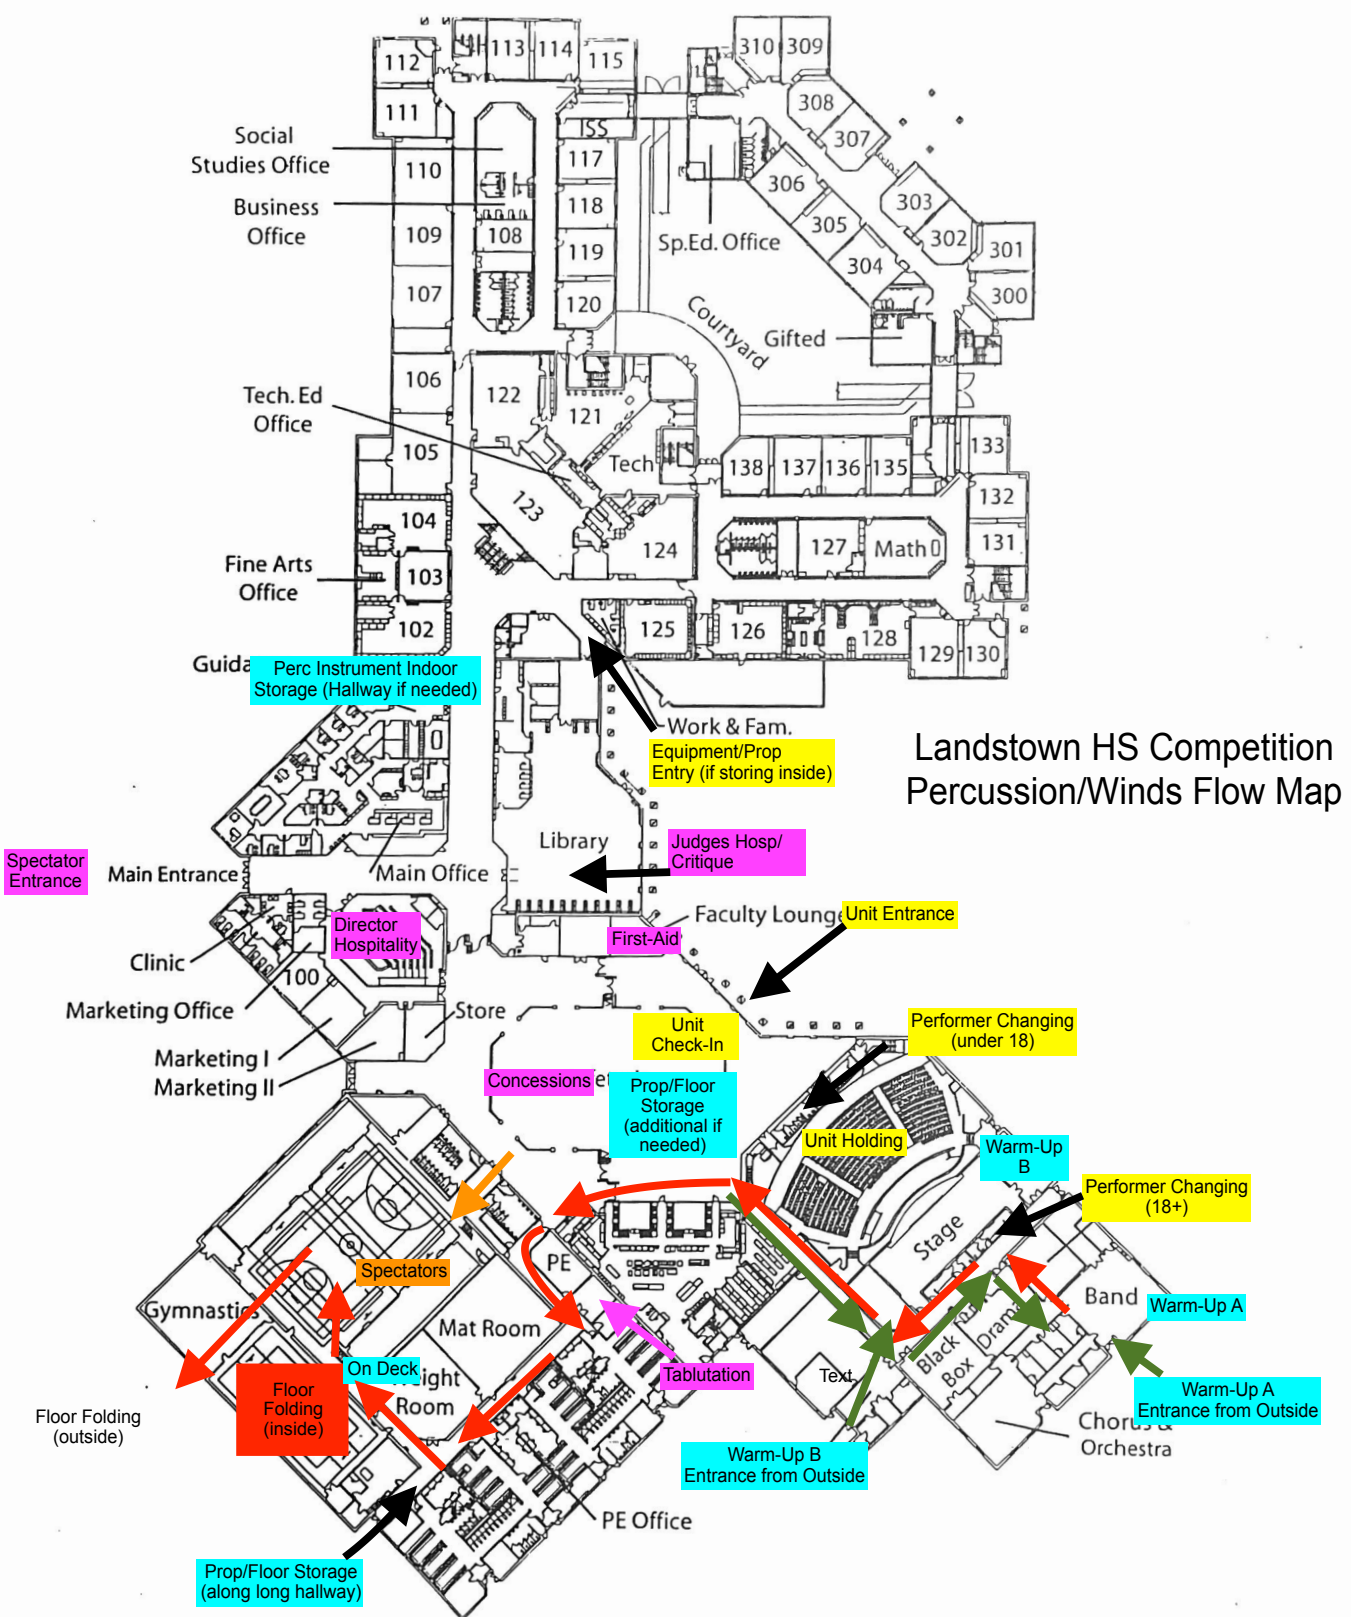 310
309
113
114
112
115
308
111
307
Social
Studies Office
ISS
117
110
306
303
118
Business
Office
305
302
109
108
119
Sp.Ed. Office
301
304
107
120
300
Courtyard
Gifted
106
122
Tech. Ed
Office
121
105
Tech
138
137
136
135
133
123
132
104
124
127
Math
131
Fine Arts
Office
103
102
125
126
128
129
130
Guida
Perc Instrument Indoor
Storage (Hallway if needed)
Work & Fam.
Equipment/Prop
Entry (if storing inside)
Landstown HS Competition
Percussion/Winds Flow Map
Library
Judges Hosp/
Critique
Spectator
Entrance
Main Entrance
Main Office
Faculty Loung
Unit Entrance
Director
Hospitality
First-Aid
Clinic
100
Marketing Office
Store
Unit
Check-In
Performer Changing
(under 18)
Marketing I
Marketing II
Concessions
Prop/Floor
Storage
(additional if
needed)
Unit Holding
Warm-Up
B
Performer Changing
(18+)
Stage
PE
Spectators
Gymnastics
Band
Warm-Up A
Mat Room
Drama
Black
Box
On Deck
Tablutation
Text
Weight
Room
Floor
Folding
(inside)
Warm-Up A
Entrance from Outside
Floor Folding
(outside)
Chorus &
Orchestra
Warm-Up B
Entrance from Outside
PE Office
Prop/Floor Storage
(along long hallway)